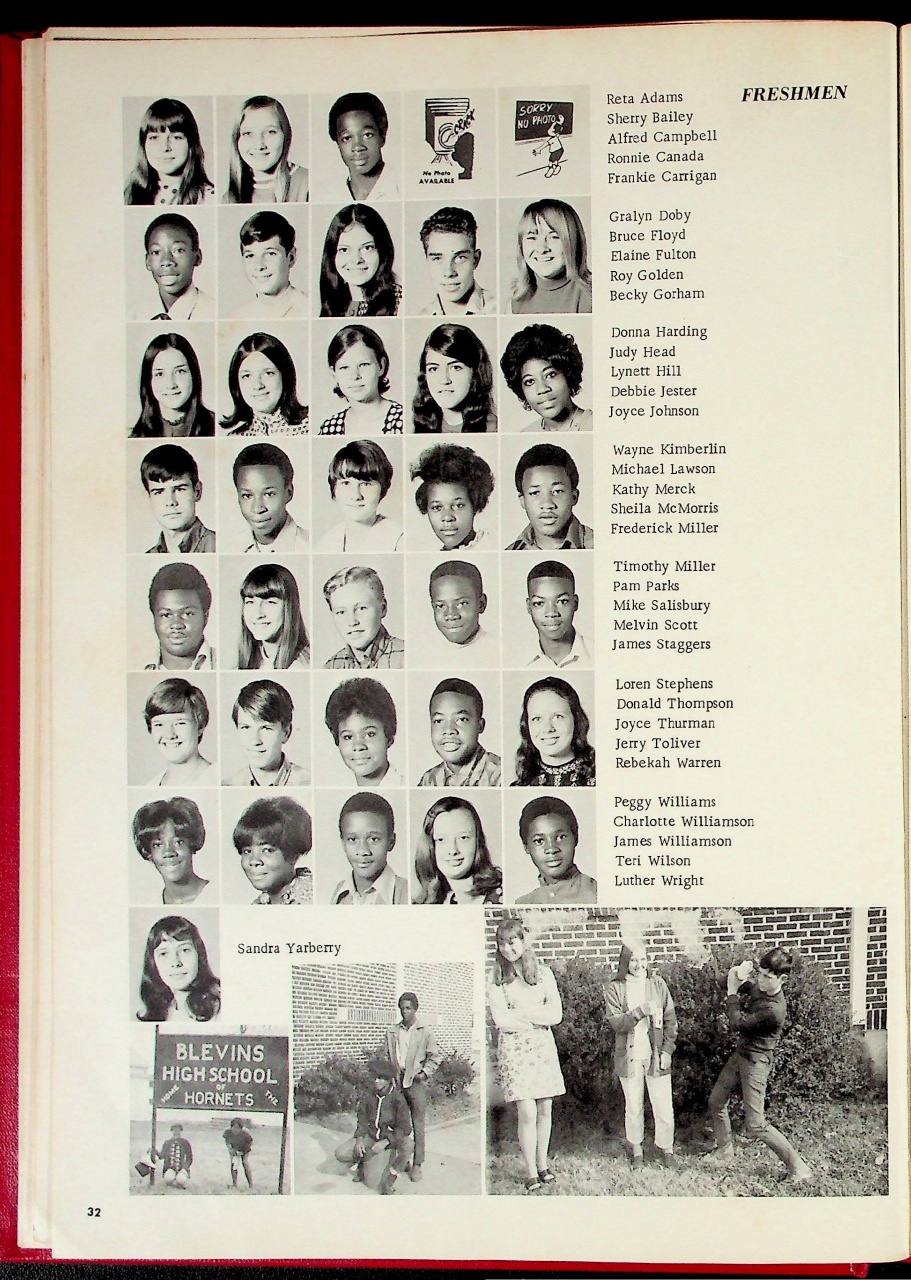 FRESHMEN
Reta Adams
Sherry Bailey
Alfred Campbell
Ronnie Canada
Frankie Carrigan
CRACK
No Photo
AVAILABLE
SORRY
NO PHOTO
Gralyn Doby
Bruce Floyd
Elaine Fulton
Roy Golden
Becky Gorham
Donna Harding
Judy Head
Lynett Hill
Debbie Jester
Joyce Johnson
Wayne Kimberlin
Michael Lawson
Kathy Merck
Sheila McMorris
Frederick Miller
Timothy Miller
Pam Parks
Mike Salisbury
Melvin Scott
James Staggers
Loren Stephens
Donald Thompson
Joyce Thurman
Jerry Toliver
Rebekah Warren
Peggy Williams
Charlotte Williamson
James Williamson
Teri Wilson
Luther Wright
Sandra Yarberry
BLEVINS
HIGH SCHOOL
HOME OF THE
HORNETS
32